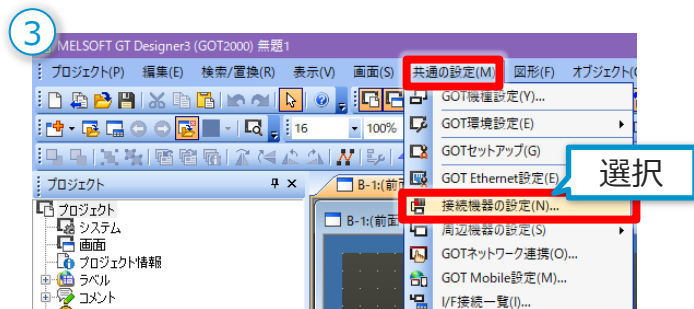 3
MELSOFT GT Designer3 (GOT2000) 無題1
プロジェクト(P) 編集(E) 検索/置換(R) 表示(V) 画面(S) 共通の設定(M) 図形(F) オブジェクト(
GOT機種設定(Y)...
16 100% GOT環境設定(E)
GOTセットアップ(G)
プロジェクト B-1:(前面 GOT Ethernet設定(E) 選択
プロジェクト 接続機器の設定(N)...
システム B-1:(前面 周辺機器の設定(S)
画面 GOTネットワーク連携(O)...
プロジェクト情報 GOT Mobile設定(M)...
ラベル I/F接続一覧(I)...
コメント